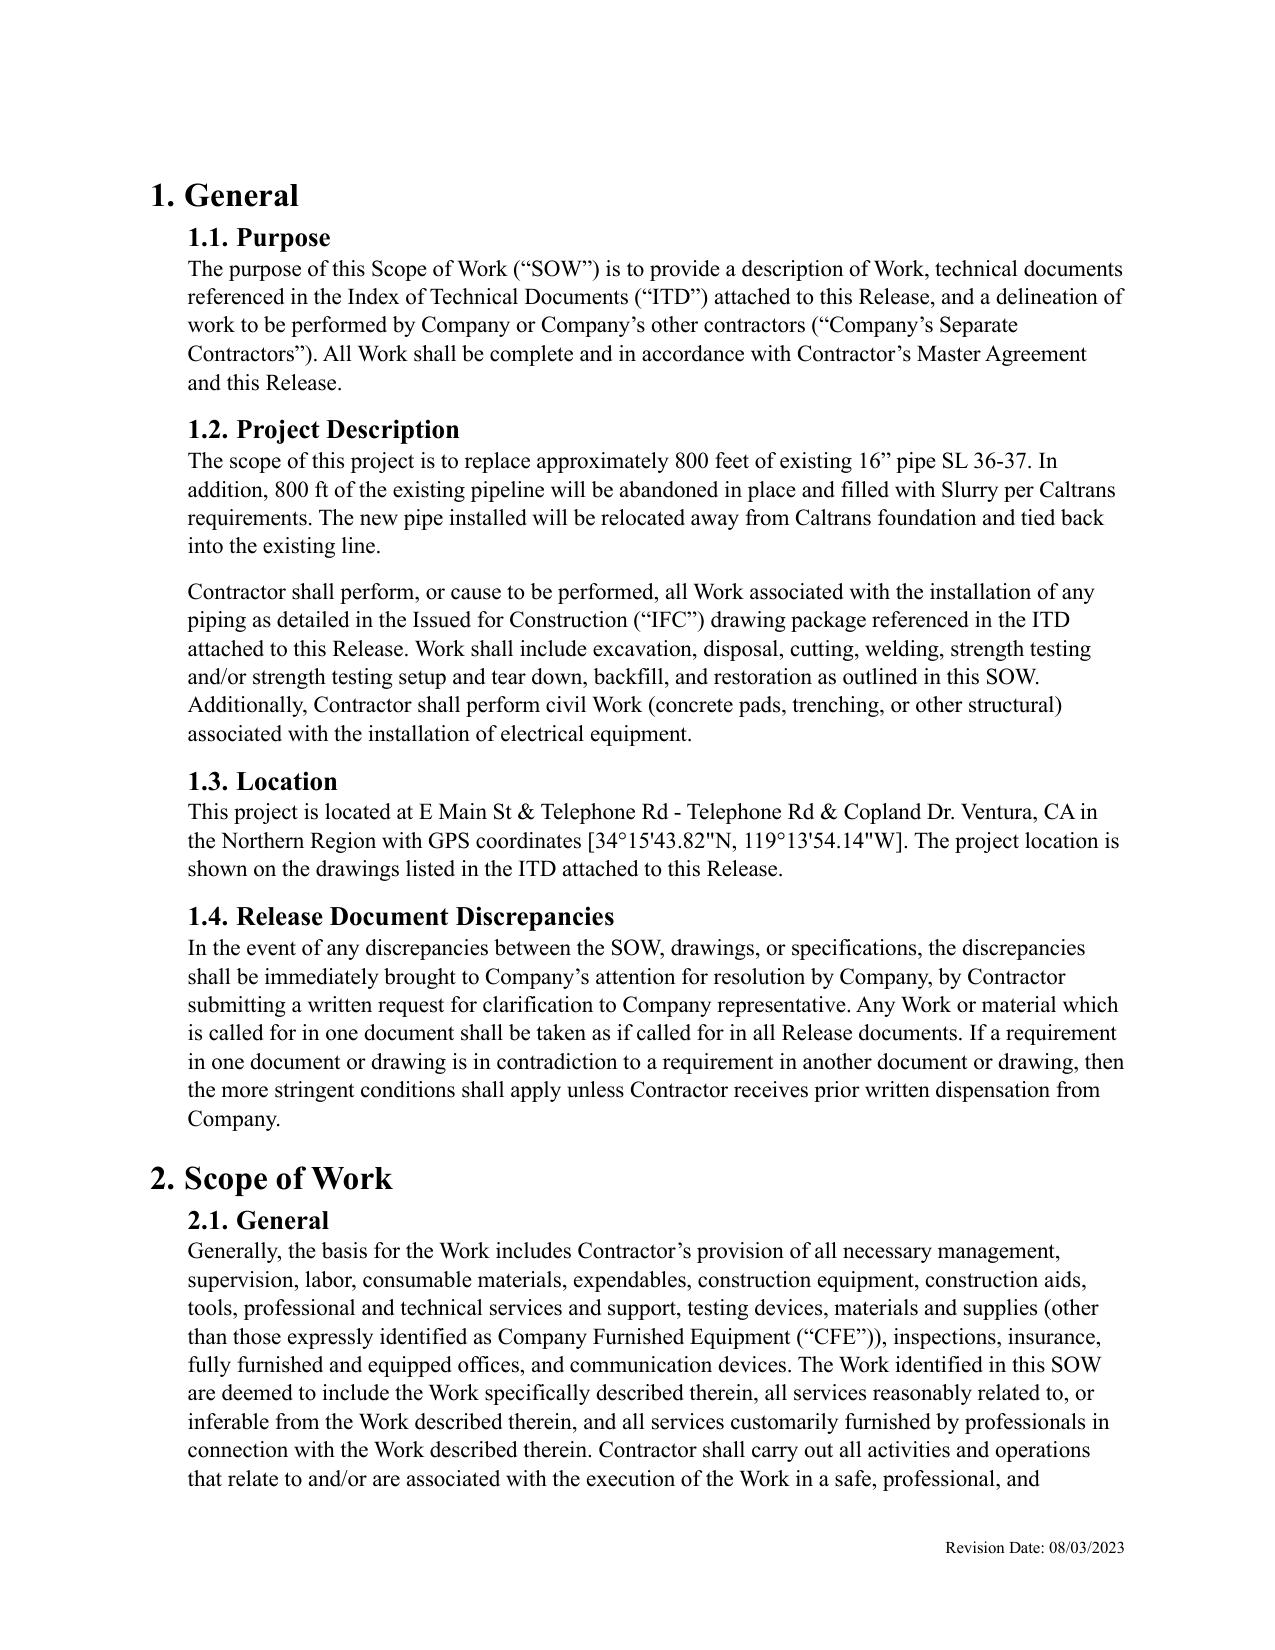 1. General
1.1. Purpose
The purpose of this Scope of Work (“SOW”) is to provide a description of Work, technical documents
referenced in the Index of Technical Documents (“ITD”) attached to this Release, and a delineation of
work to be performed by Company or Company’s other contractors (“Company’s Separate
Contractors”). All Work shall be complete and in accordance with Contractor’s Master Agreement
and this Release.
1.2. Project Description
The scope of this project is to replace approximately 800 feet of existing 16” pipe SL 36-37. In
addition, 800 ft of the existing pipeline will be abandoned in place and filled with Slurry per Caltrans
requirements. The new pipe installed will be relocated away from Caltrans foundation and tied back
into the existing line.
Contractor shall perform, or cause to be performed, all Work associated with the installation of any
piping as detailed in the Issued for Construction (“IFC”) drawing package referenced in the ITD
attached to this Release. Work shall include excavation, disposal, cutting, welding, strength testing
and/or strength testing setup and tear down, backfill, and restoration as outlined in this SOW.
Additionally, Contractor shall perform civil Work (concrete pads, trenching, or other structural)
associated with the installation of electrical equipment.
1.3. Location
This project is located at E Main St & Telephone Rd - Telephone Rd & Copland Dr. Ventura, CA in
the Northern Region with GPS coordinates [34°15'43.82"N, 119°13'54.14"W]. The project location is
shown on the drawings listed in the ITD attached to this Release.
1.4. Release Document Discrepancies
In the event of any discrepancies between the SOW, drawings, or specifications, the discrepancies
shall be immediately brought to Company’s attention for resolution by Company, by Contractor
submitting a written request for clarification to Company representative. Any Work or material which
is called for in one document shall be taken as if called for in all Release documents. If a requirement
in one document or drawing is in contradiction to a requirement in another document or drawing, then
the more stringent conditions shall apply unless Contractor receives prior written dispensation from
Company.
2. Scope of Work
2.1. General
Generally, the basis for the Work includes Contractor’s provision of all necessary management,
supervision, labor, consumable materials, expendables, construction equipment, construction aids,
tools, professional and technical services and support, testing devices, materials and supplies (other
than those expressly identified as Company Furnished Equipment (“CFE”)), inspections, insurance,
fully furnished and equipped offices, and communication devices. The Work identified in this SOW
are deemed to include the Work specifically described therein, all services reasonably related to, or
inferable from the Work described therein, and all services customarily furnished by professionals in
connection with the Work described therein. Contractor shall carry out all activities and operations
that relate to and/or are associated with the execution of the Work in a safe, professional, and
Revision Date: 08/03/2023